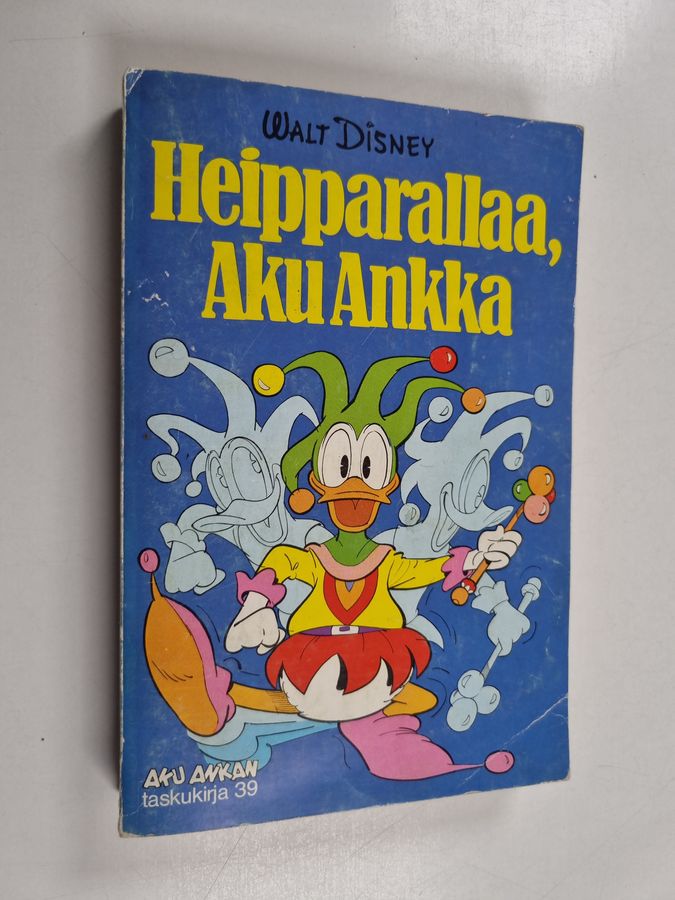 WALT DISNEY
Heipparallaa,
Aku Ankka
AKU ANKAN
taskukirja 39